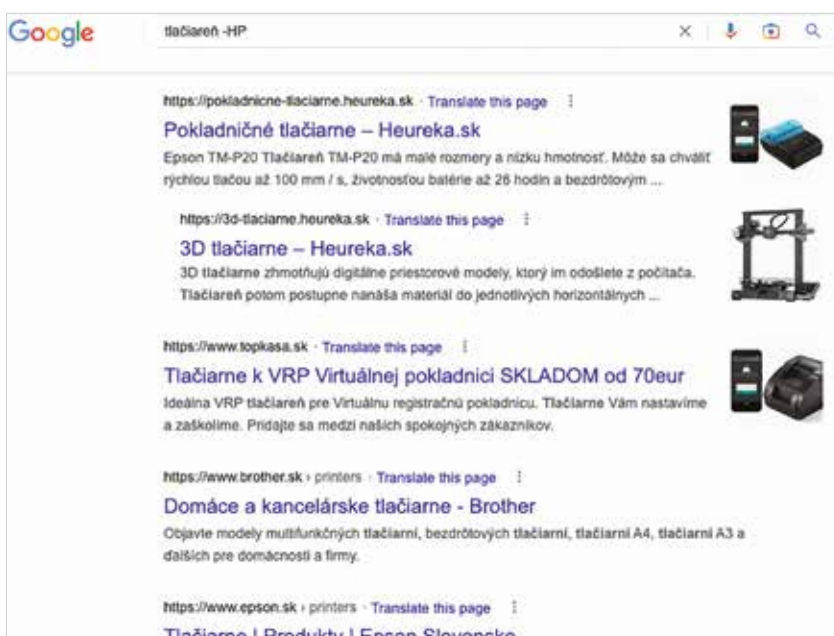 Google
tlačiareň -HP
https://pokladnicne-tlaciarne.heureka.sk · Translate this page
Pokladničné tlačiarne – Heureka.sk
Epson TM-P20 Tlačiareň TM-P20 má malé rozmery a nízku hmotnosť. Môže sa chváliť
rýchlou tlačou až 100 mm / s, životnosťou batérie až 26 hodín a bezdrôtovým ...
https://3d-tlaciarne.heureka.sk · Translate this page
3D tlačiarne – Heureka.sk
3D tlačiarne zhmotňujú digitálne priestorové modely, ktorý im odošlete z počítača.
Tlačiareň potom postupne nanáša materiál do jednotlivých horizontálnych ...
https://www.topkasa.sk · Translate this page
Tlačiarne k VRP Virtuálnej pokladnici SKLADOM od 70eur
Ideálna VRP tlačiareň pre Virtuálnu registračnú pokladnicu. Tlačiarne Vám nastavíme
a zaškolíme. Pridajte sa medzi našich spokojných zákazníkov.
https://www.brother.sk › printers · Translate this page
Domáce a kancelárske tlačiarne - Brother
Objavte modely multifunkčných tlačiarní, bezdrôtových tlačiarní, tlačiarní A4, tlačiarní A3 a
ďalších pre domácnosti a firmy.
https://www.epson.sk › printers · Translate this page
Tlačiarne | Produkty | Epson Slovensko